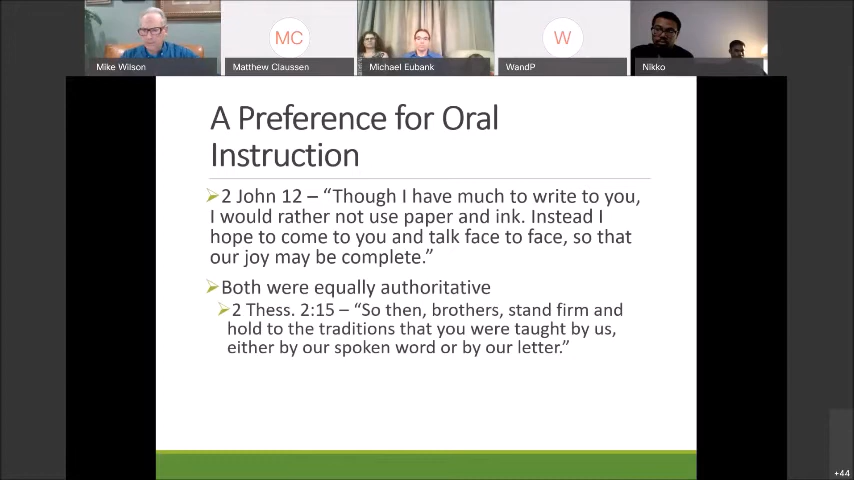 MC
W
Mike Wilson
Matthew Claussen
Michael Eubank
WandP
Nikko
A Preference for Oral
Instruction
2 John 12 – “Though I have much to write to you,
I would rather not use paper and ink. Instead I
hope to come to you and talk face to face, so that
our joy may be complete.”
Both were equally authoritative
2 Thess. 2:15 – “So then, brothers, stand firm and
hold to the traditions that you were taught by us,
either by our spoken word or by our letter.”
+44